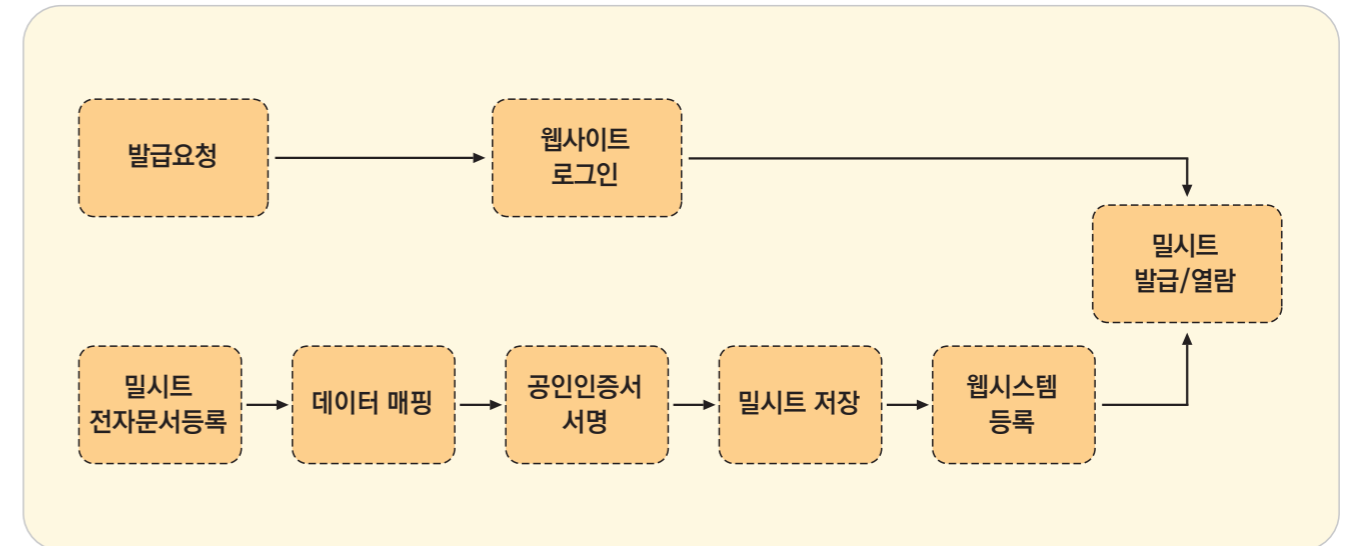 발급요청
웹사이트
로그인
밀시트
발급/열람
밀시트
전자문서등록
데이터 매핑
공인인증서
서명
밀시트 저장
웹시스템
등록